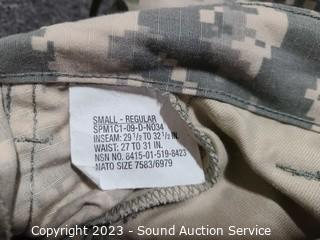 SMALL - REGULAR
SPM1C1-09-D-N034
INSEAM: 29 1/2 TO 32 1/2 IN.
WAIST: 27 TO 31 IN.
NSN NO. 8415-01-519-8423
NATO SIZE 7583/6979
Copyright 2023 - Sound Auction Service